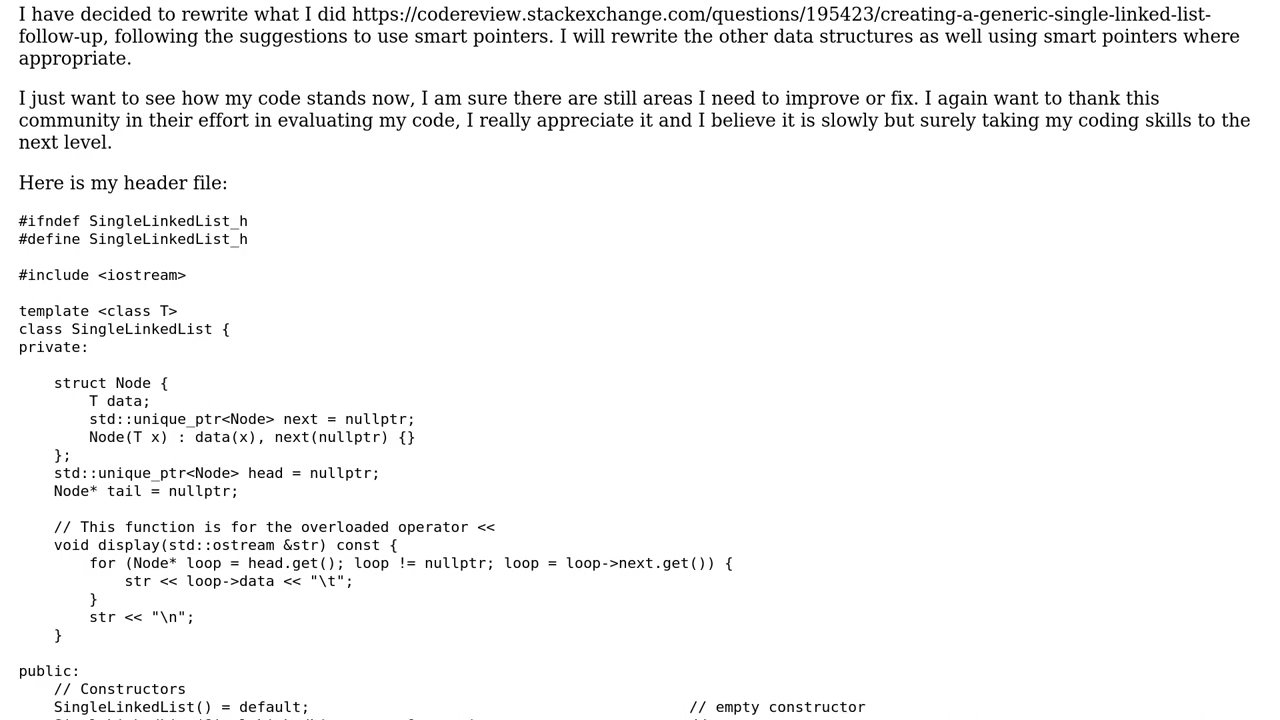 I have decided to rewrite what I did https://codereview.stackexchange.com/questions/195423/creating-a-generic-single-linked-list-
follow-up, following the suggestions to use smart pointers. I will rewrite the other data structures as well using smart pointers where
appropriate.
I just want to see how my code stands now, I am sure there are still areas I need to improve or fix. I again want to thank this
community in their effort in evaluating my code, I really appreciate it and I believe it is slowly but surely taking my coding skills to the
next level.
Here is my header file:
#ifndef SingleLinkedList_h
#define SingleLinkedList_h
#include <iostream>
template <class T>
class SingleLinkedList {
private:
    struct Node {
        T data;
        std::unique_ptr<Node> next = nullptr;
        Node(T x) : data(x), next(nullptr) {}
    };
    std::unique_ptr<Node> head = nullptr;
    Node* tail = nullptr;
    // This function is for the overloaded operator <<
    void display(std::ostream &str) const {
        for (Node* loop = head.get(); loop != nullptr; loop = loop->next.get()) {
            str << loop->data << "\t";
        }
        str << "\n";
    }
public:
    // Constructors
    SingleLinkedList() = default;                                           // empty constructor